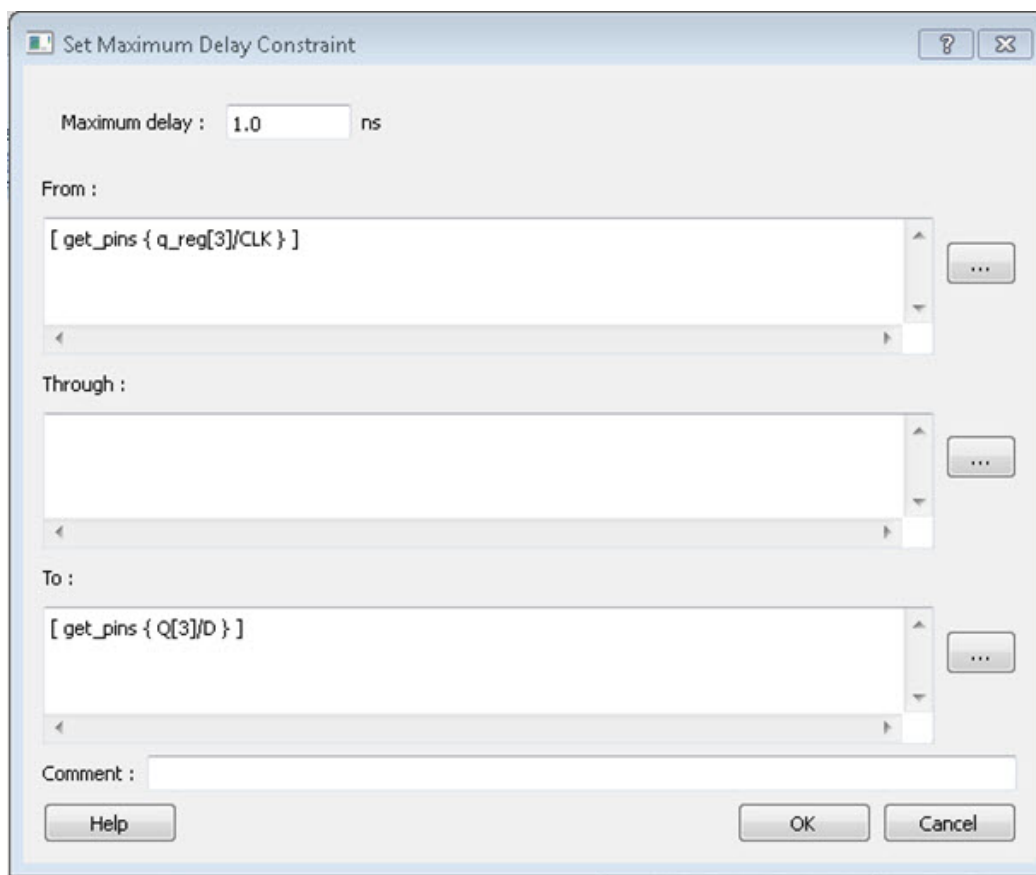 Set Maximum Delay Constraint
Maximum delay : 1.0 ns
From :
[ get_pins { q_reg[3]/CLK } ]
...
Through :
...
To :
[ get_pins { Q[3]/D } ]
...
Comment :
Help OK Cancel